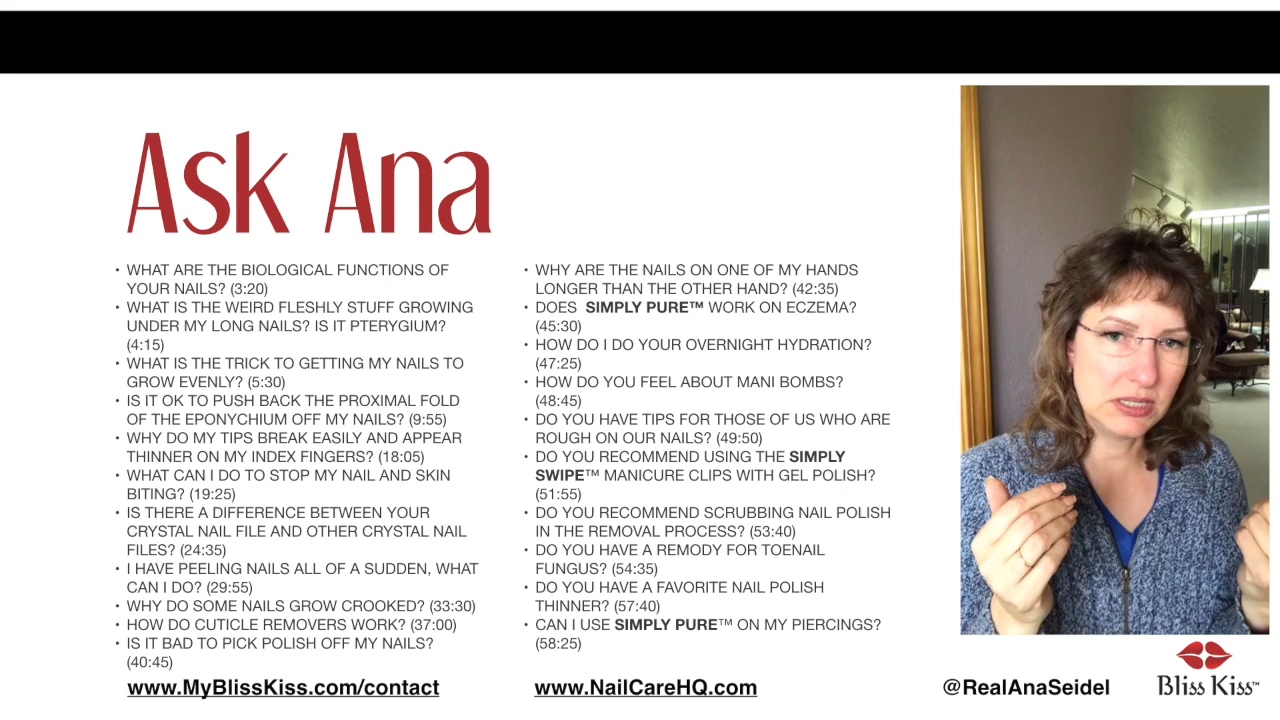 Ask Ana
• WHAT ARE THE BIOLOGICAL FUNCTIONS OF
YOUR NAILS? (3:20)
• WHAT IS THE WEIRD FLESHLY STUFF GROWING
UNDER MY LONG NAILS? IS IT PTERYGIUM?
(4:15)
• WHAT IS THE TRICK TO GETTING MY NAILS TO
GROW EVENLY? (5:30)
• IS IT OK TO PUSH BACK THE PROXIMAL FOLD
OF THE EPONYCHIUM OFF MY NAILS? (9:55)
• WHY DO MY TIPS BREAK EASILY AND APPEAR
THINNER ON MY INDEX FINGERS? (18:05)
• WHAT CAN I DO TO STOP MY NAIL AND SKIN
BITING? (19:25)
• IS THERE A DIFFERENCE BETWEEN YOUR
CRYSTAL NAIL FILE AND OTHER CRYSTAL NAIL
FILES? (24:35)
• I HAVE PEELING NAILS ALL OF A SUDDEN, WHAT
CAN I DO? (29:55)
• WHY DO SOME NAILS GROW CROOKED? (33:30)
• HOW DO CUTICLE REMOVERS WORK? (37:00)
• IS IT BAD TO PICK POLISH OFF MY NAILS?
(40:45)
• WHY ARE THE NAILS ON ONE OF MY HANDS
LONGER THAN THE OTHER HAND? (42:35)
• DOES SIMPLY PURE™ WORK ON ECZEMA?
(45:30)
• HOW DO I DO YOUR OVERNIGHT HYDRATION?
(47:25)
• HOW DO YOU FEEL ABOUT MANI BOMBS?
(48:45)
• DO YOU HAVE TIPS FOR THOSE OF US WHO ARE
ROUGH ON OUR NAILS? (49:50)
• DO YOU RECOMMEND USING THE SIMPLY
SWIPE™ MANICURE CLIPS WITH GEL POLISH?
(51:55)
• DO YOU RECOMMEND SCRUBBING NAIL POLISH
IN THE REMOVAL PROCESS? (53:40)
• DO YOU HAVE A REMODY FOR TOENAIL
FUNGUS? (54:35)
• DO YOU HAVE A FAVORITE NAIL POLISH
THINNER? (57:40)
• CAN I USE SIMPLY PURE™ ON MY PIERCINGS?
(58:25)
www.MyBlissKiss.com/contact
www.NailCareHQ.com
@RealAnaSeidel
Bliss Kiss™